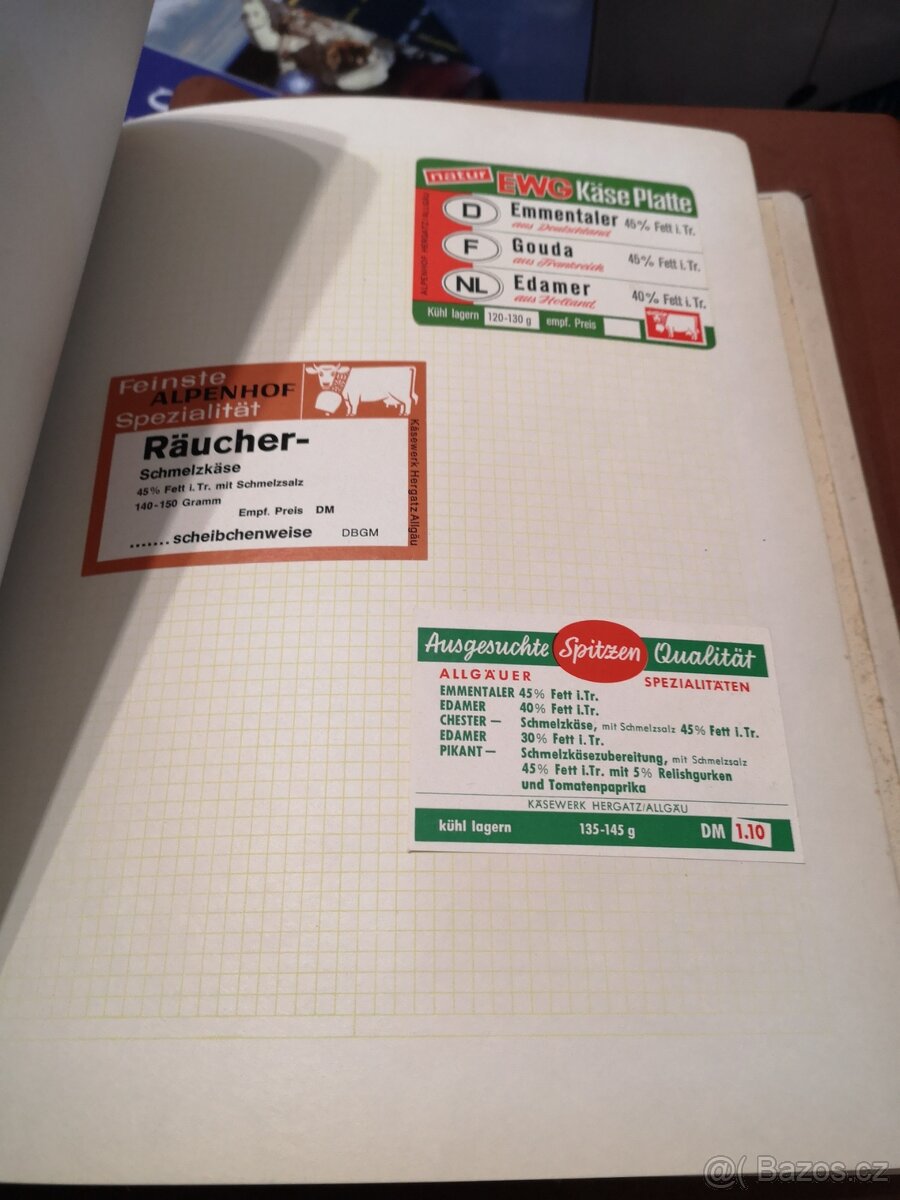 natur EWG Käse Platte
D Emmentaler 45% Fett i.Tr.
aus Deutschland
F Gouda 45% Fett i.Tr.
aus Frankreich
NL Edamer 40% Fett i.Tr.
aus Holland
Kühl lagern 120-130 g empf. Preis
ALPENHOF HERGATZ/ALLGÄU
Feinste
ALPENHOF
Spezialität
Räucher-
Schmelzkäse
45% Fett i.Tr. mit Schmelzsalz
140-150 Gramm
Empf. Preis DM
.......scheibchenweise DBGM
Käsewerk Hergatz Allgäu
Ausgesuchte Spitzen Qualität
ALLGÄUER SPEZIALITÄTEN
EMMENTALER 45% Fett i.Tr.
EDAMER 40% Fett i.Tr.
CHESTER — Schmelzkäse, mit Schmelzsalz 45% Fett i.Tr.
EDAMER 30% Fett i.Tr.
PIKANT — Schmelzkäsezubereitung, mit Schmelzsalz
45% Fett i.Tr. mit 5% Relishgurken
und Tomatenpaprika
KÄSEWERK HERGATZ/ALLGÄU
kühl lagern 135-145 g DM 1.10
@( Bazos.cz